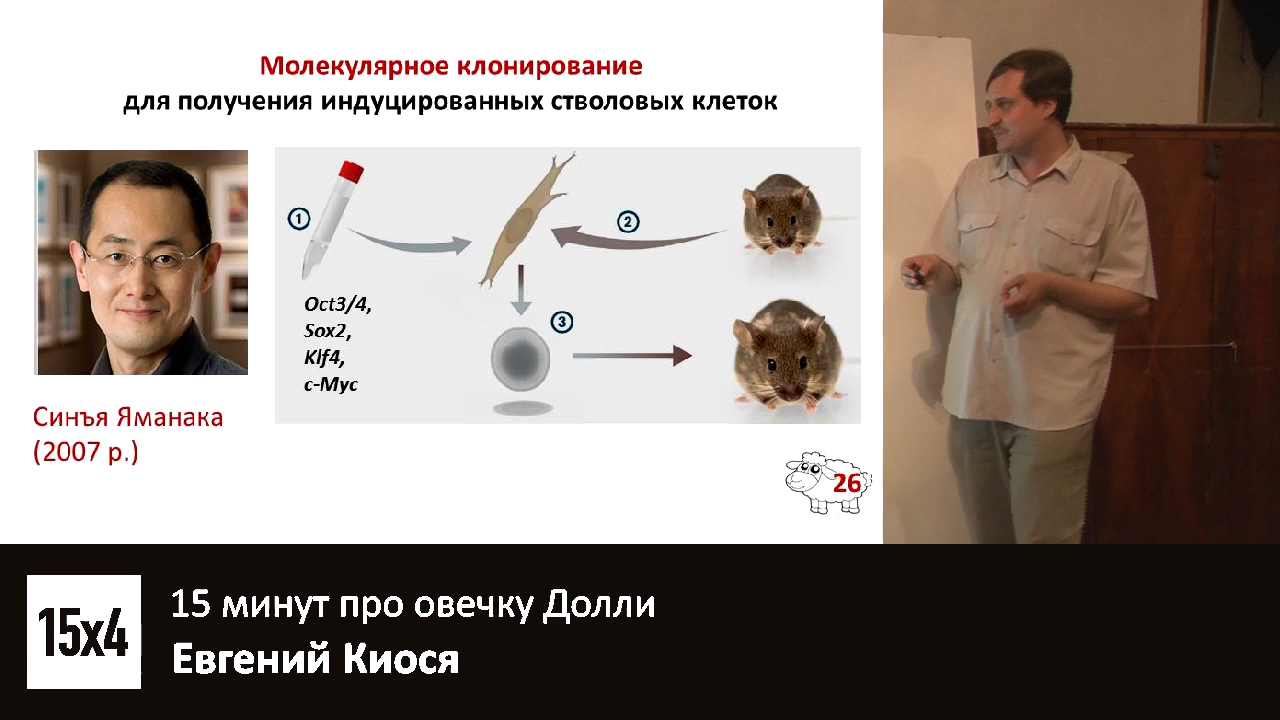 Молекулярное клонирование
для получения индуцированных стволовых клеток
1
2
Oct3/4,
Sox2,
Klf4,
c-Myc
3
Синъя Яманака
(2007 р.)
26
15x4
15 минут про овечку Долли
Евгений Киося